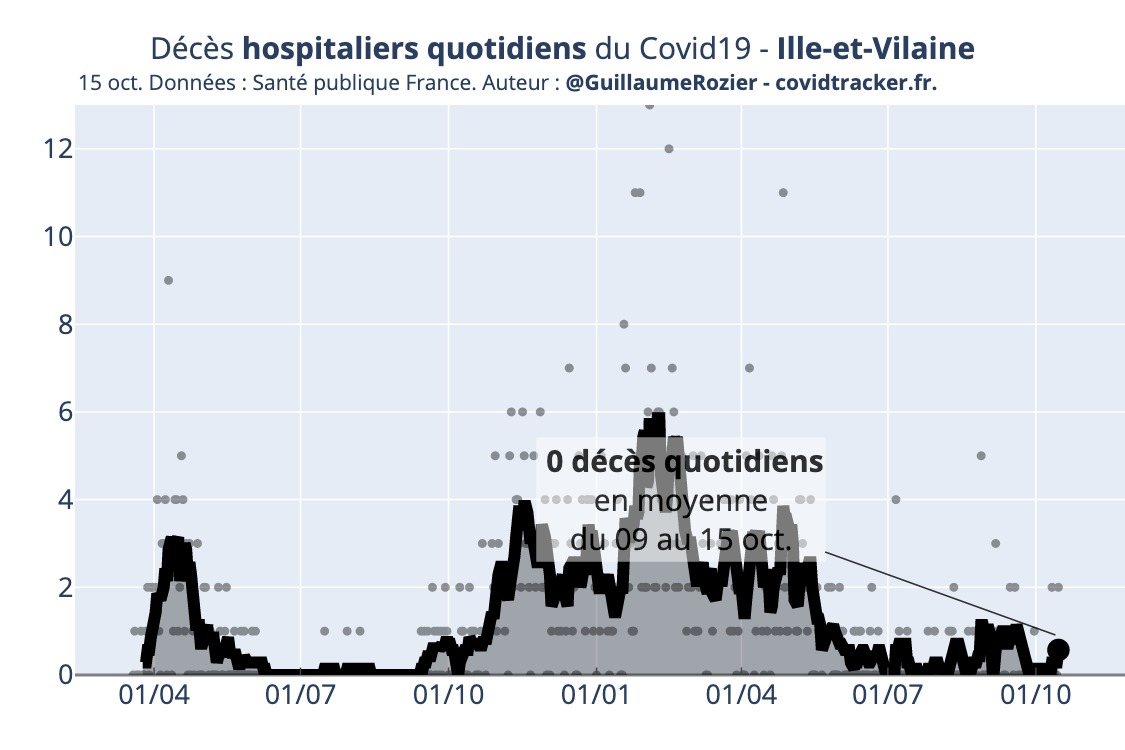 Décès hospitaliers quotidiens du Covid19 - Ille-et-Vilaine
15 oct. Données : Santé publique France. Auteur : @GuillaumeRozier - covidtracker.fr.
12
10
8
6
4
2
0
0 décès quotidiens
en moyenne
du 09 au 15 oct.
01/04 01/07 01/10 01/01 01/04 01/07 01/10